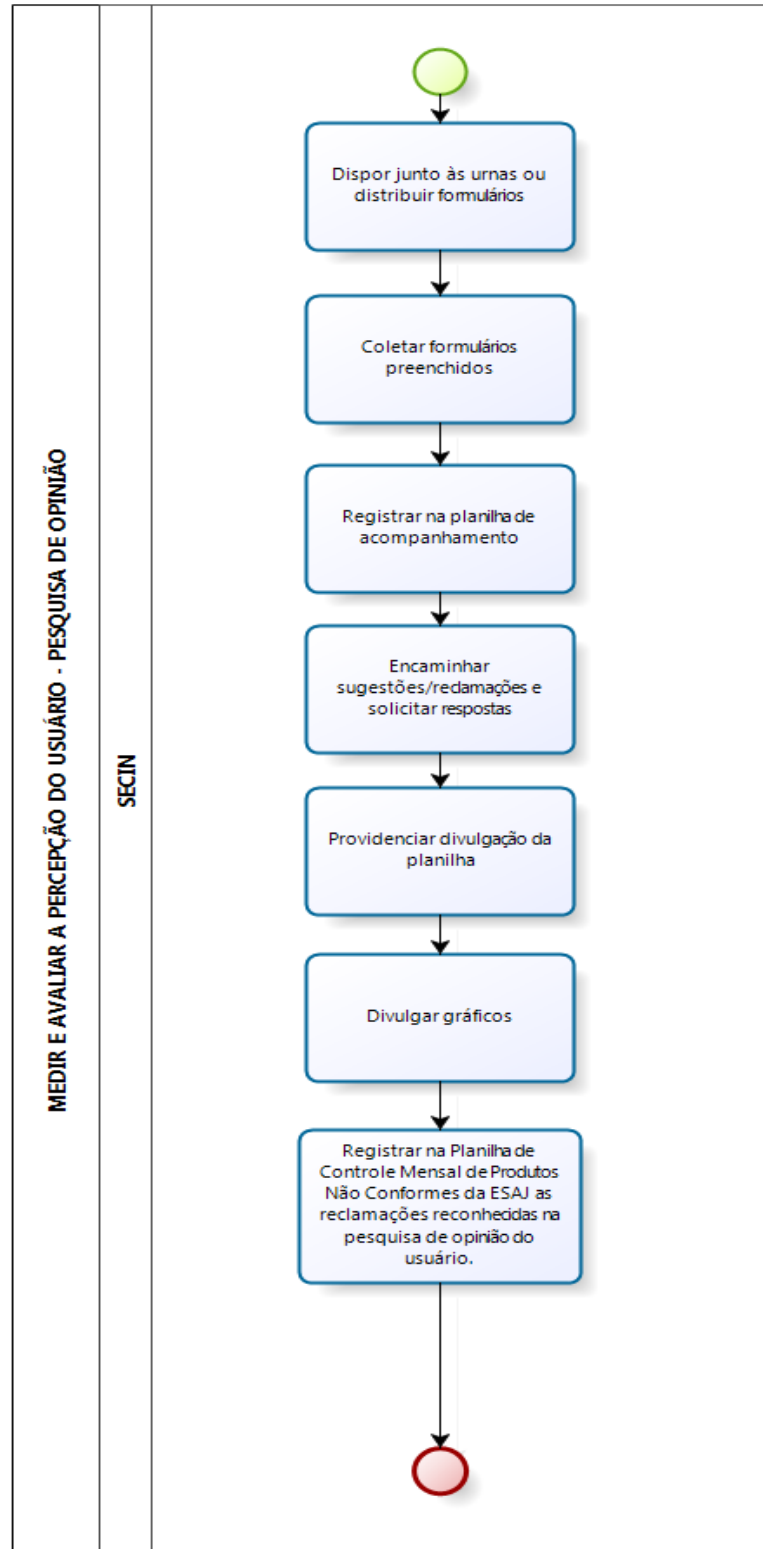 MEDIR E AVALIAR A PERCEPÇÃO DO USUÁRIO - PESQUISA DE OPINIÃO
SECIN
Dispor junto às urnas ou
distribuir formulários
Coletar formulários
preenchidos
Registrar na planilha de
acompanhamento
Encaminhar
sugestões/reclamações e
solicitar respostas
Providenciar divulgação da
planilha
Divulgar gráficos
Registrar na Planilha de
Controle Mensal de Produtos
Não Conformes da ESAJ as
reclamações reconhecidas na
pesquisa de opinião do
usuário.